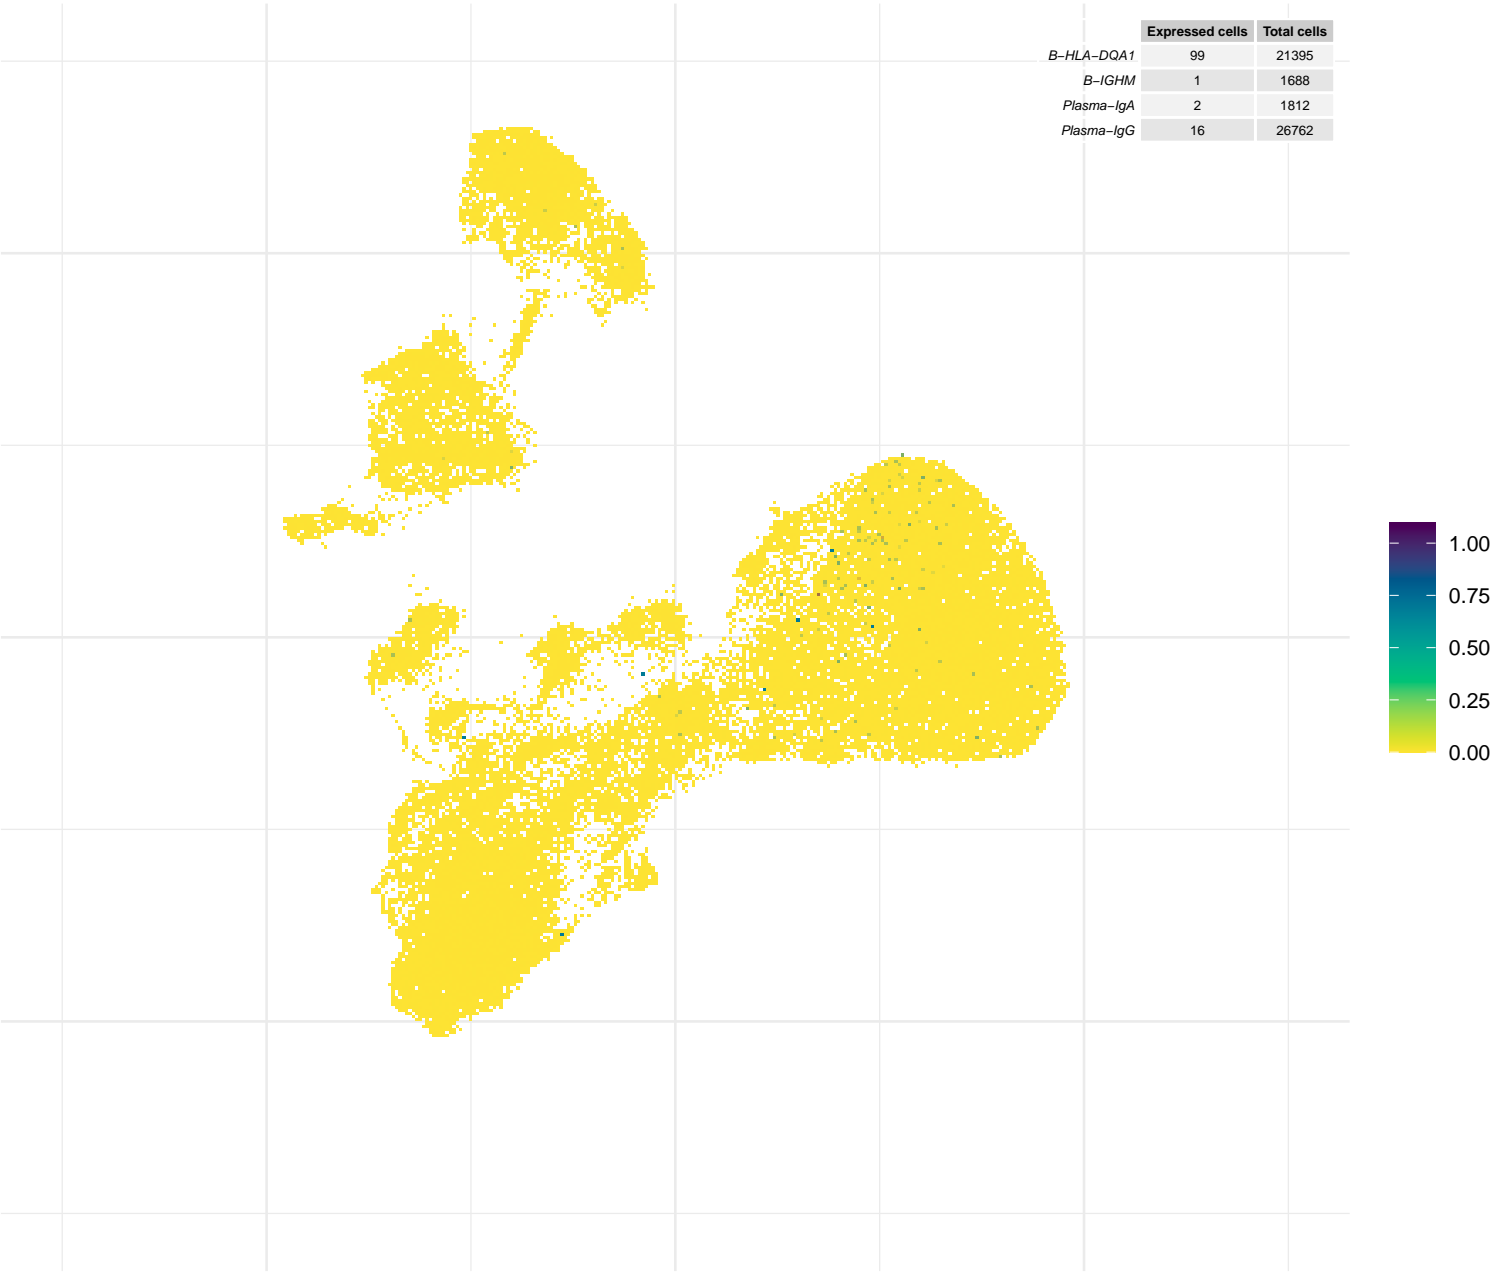 Expressed cells Total cells
B−HLA−DQA1 99 21395
B−IGHM 1 1688
Plasma−IgA 2 1812
Plasma−IgG 16 26762
1.00
0.75
0.50
0.25
0.00